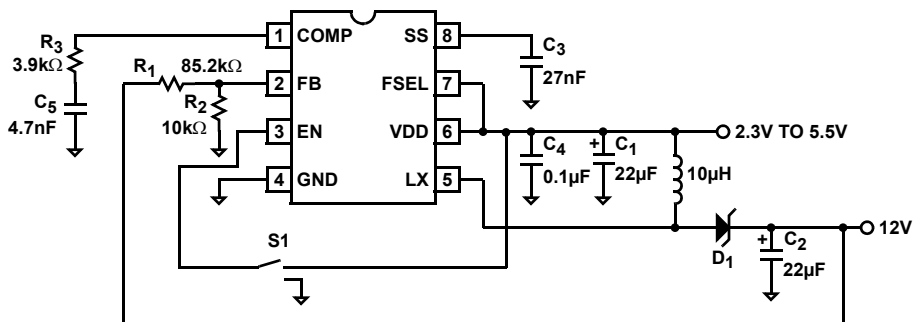 R3
3.9kΩ
C5
4.7nF
R1
85.2kΩ
R2
10kΩ
1 COMP
2 FB
3 EN
4 GND
SS 8
FSEL 7
VDD 6
LX 5
C3
27nF
C4
0.1µF
+ C1
22µF
10µH
2.3V TO 5.5V
S1
D1
+ C2
22µF
12V